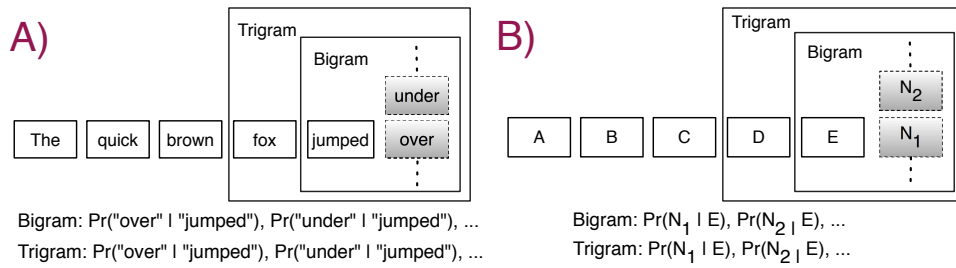 A)
Trigram
Bigram
under
The quick brown fox jumped over
Bigram: Pr("over" | "jumped"), Pr("under" | "jumped"), ...
Trigram: Pr("over" | "jumped"), Pr("under" | "jumped"), ...
B)
Trigram
Bigram
N2
A B C D E N1
Bigram: Pr(N1 | E), Pr(N2 | E), ...
Trigram: Pr(N1 | E), Pr(N2 | E), ...